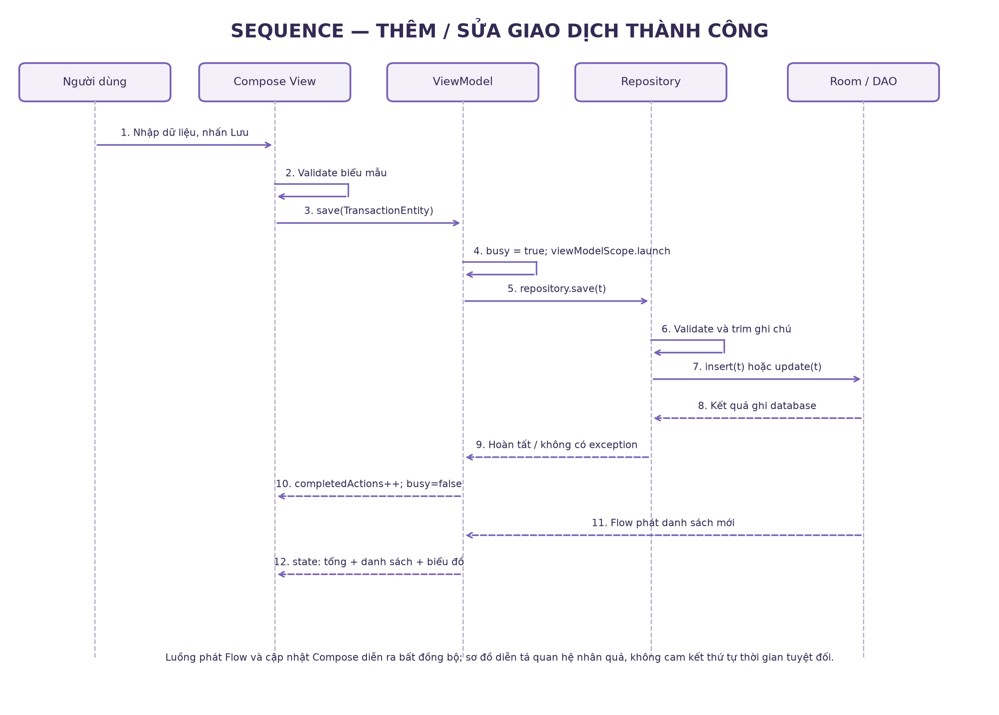 SEQUENCE — THÊM / SỬA GIAO DỊCH THÀNH CÔNG
Người dùng
Compose View
ViewModel
Repository
Room / DAO
1. Nhập dữ liệu, nhấn Lưu
2. Validate biểu mẫu
3. save(TransactionEntity)
4. busy = true; viewModelScope.launch
5. repository.save(t)
6. Validate và trim ghi chú
7. insert(t) hoặc update(t)
8. Kết quả ghi database
9. Hoàn tất / không có exception
10. completedActions++; busy=false
11. Flow phát danh sách mới
12. state: tổng + danh sách + biểu đồ
Luồng phát Flow và cập nhật Compose diễn ra bất đồng bộ; sơ đồ diễn tả quan hệ nhân quả, không cam kết thứ tự thời gian tuyệt đối.